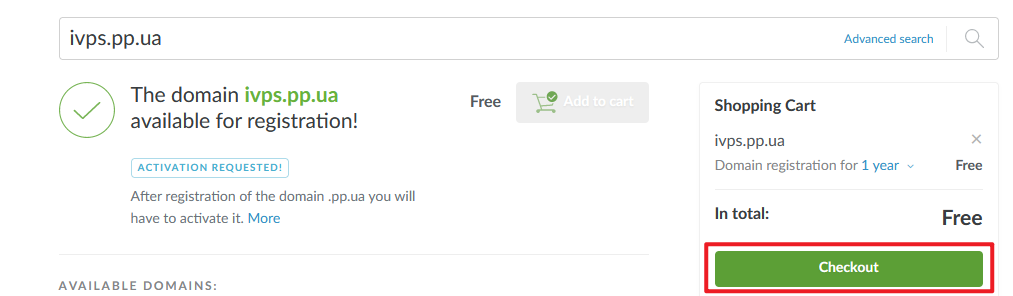 ivps.pp.ua
Advanced search
The domain ivps.pp.ua
available for registration!
Free
Add to cart
ACTIVATION REQUESTED!
After registration of the domain .pp.ua you will
have to activate it. More
AVAILABLE DOMAINS:
Shopping Cart
ivps.pp.ua
Domain registration for 1 year
Free
In total:
Free
Checkout